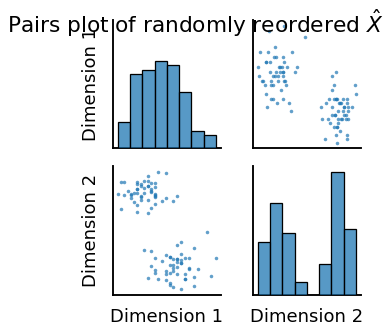 Pairs plot of randomly reordered X̂
Dimension 1
Dimension 2
Dimension 1 Dimension 2